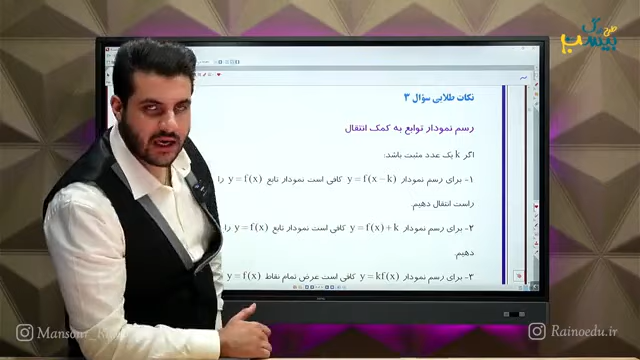 طرح
بیست
نکات طلایی سؤال ۳
رسم نمودار توابع به کمک انتقال
اگر k یک عدد مثبت باشد:
۱- برای رسم نمودار y = f(x − k) کافی است نمودار تابع y = f(x) را
راست انتقال دهیم.
۲- برای رسم نمودار y = f(x) + k کافی است نمودار تابع y = f(x) را
دهیم.
۳- برای رسم نمودار y = kf(x) کافی است عرض تمام نقاط y = f(x)
Rainoedu.ir